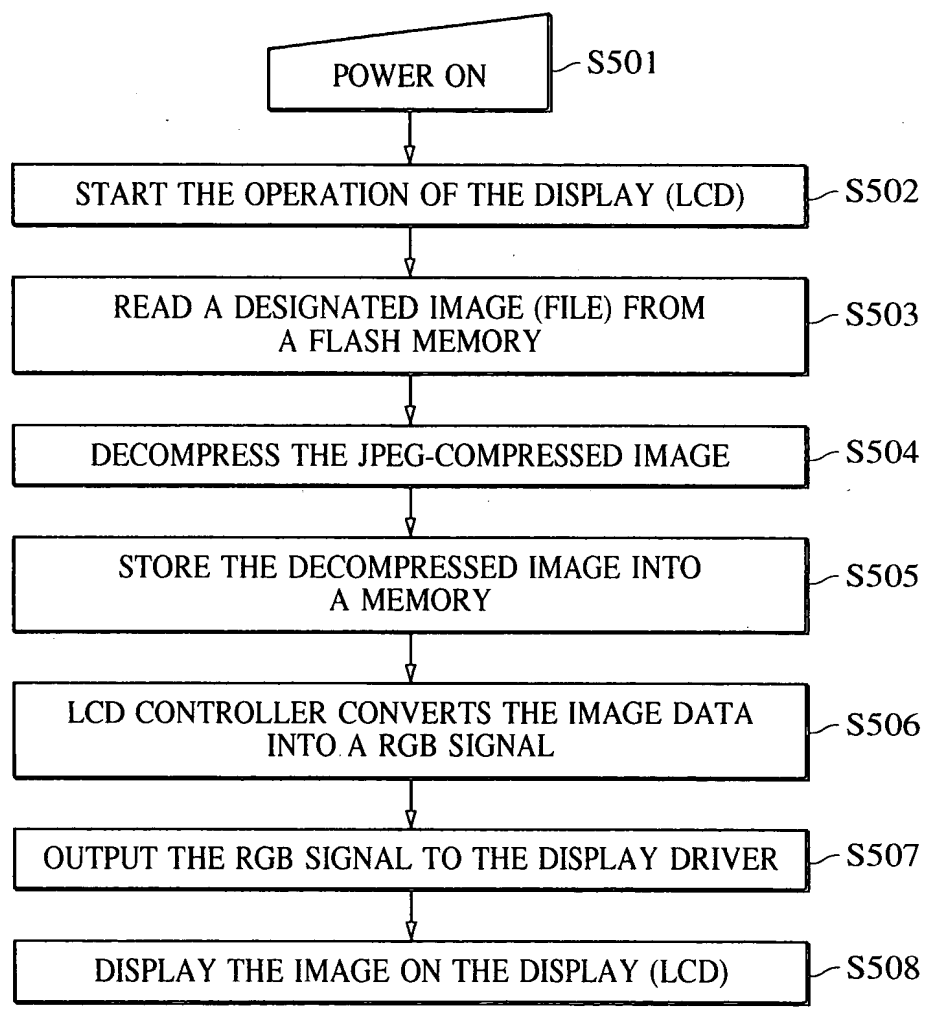 POWER ON
S501
START THE OPERATION OF THE DISPLAY (LCD)
S502
READ A DESIGNATED IMAGE (FILE) FROM
A FLASH MEMORY
S503
DECOMPRESS THE JPEG-COMPRESSED IMAGE
S504
STORE THE DECOMPRESSED IMAGE INTO
A MEMORY
S505
LCD CONTROLLER CONVERTS THE IMAGE DATA
INTO A RGB SIGNAL
S506
OUTPUT THE RGB SIGNAL TO THE DISPLAY DRIVER
S507
DISPLAY THE IMAGE ON THE DISPLAY (LCD)
S508